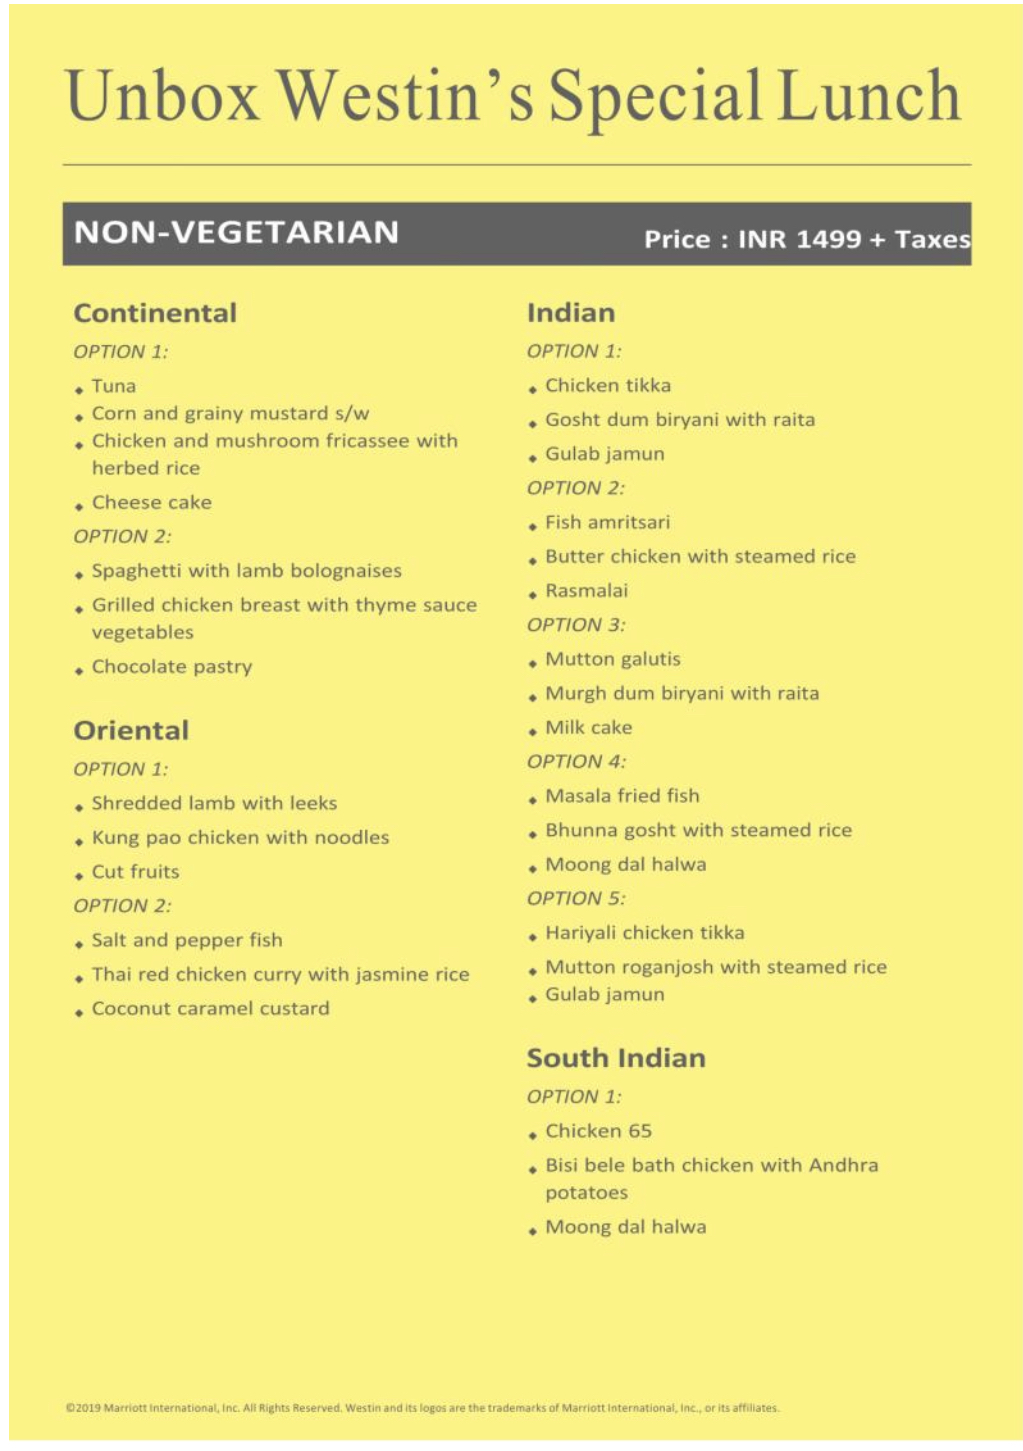 Unbox Westin's Special Lunch
NON-VEGETARIAN
Price : INR 1499 + Taxes
Continental
OPTION 1:
Tuna
Corn and grainy mustard s/w
Chicken and mushroom fricassee with
herbed rice
Cheese cake
OPTION 2:
Spaghetti with lamb bolognaises
Grilled chicken breast with thyme sauce
vegetables
Chocolate pastry
Oriental
OPTION 1:
Shredded lamb with leeks
Kung pao chicken with noodles
Cut fruits
OPTION 2:
Salt and pepper fish
Thai red chicken curry with jasmine rice
Coconut caramel custard
Indian
OPTION 1:
Chicken tikka
Gosht dum biryani with raita
Gulab jamun
OPTION 2:
Fish amritsari
Butter chicken with steamed rice
Rasmalai
OPTION 3:
Mutton galutis
Murgh dum biryani with raita
Milk cake
OPTION 4:
Masala fried fish
Bhunna gosht with steamed rice
Moong dal halwa
OPTION 5:
Hariyali chicken tikka
Mutton roganjosh with steamed rice
Gulab jamun
South Indian
OPTION 1:
Chicken 65
Bisi bele bath chicken with Andhra
potatoes
Moong dal halwa
©2019 Marriott International, Inc. All Rights Reserved. Westin and its logos are the trademarks of Marriott International, Inc., or its affiliates.